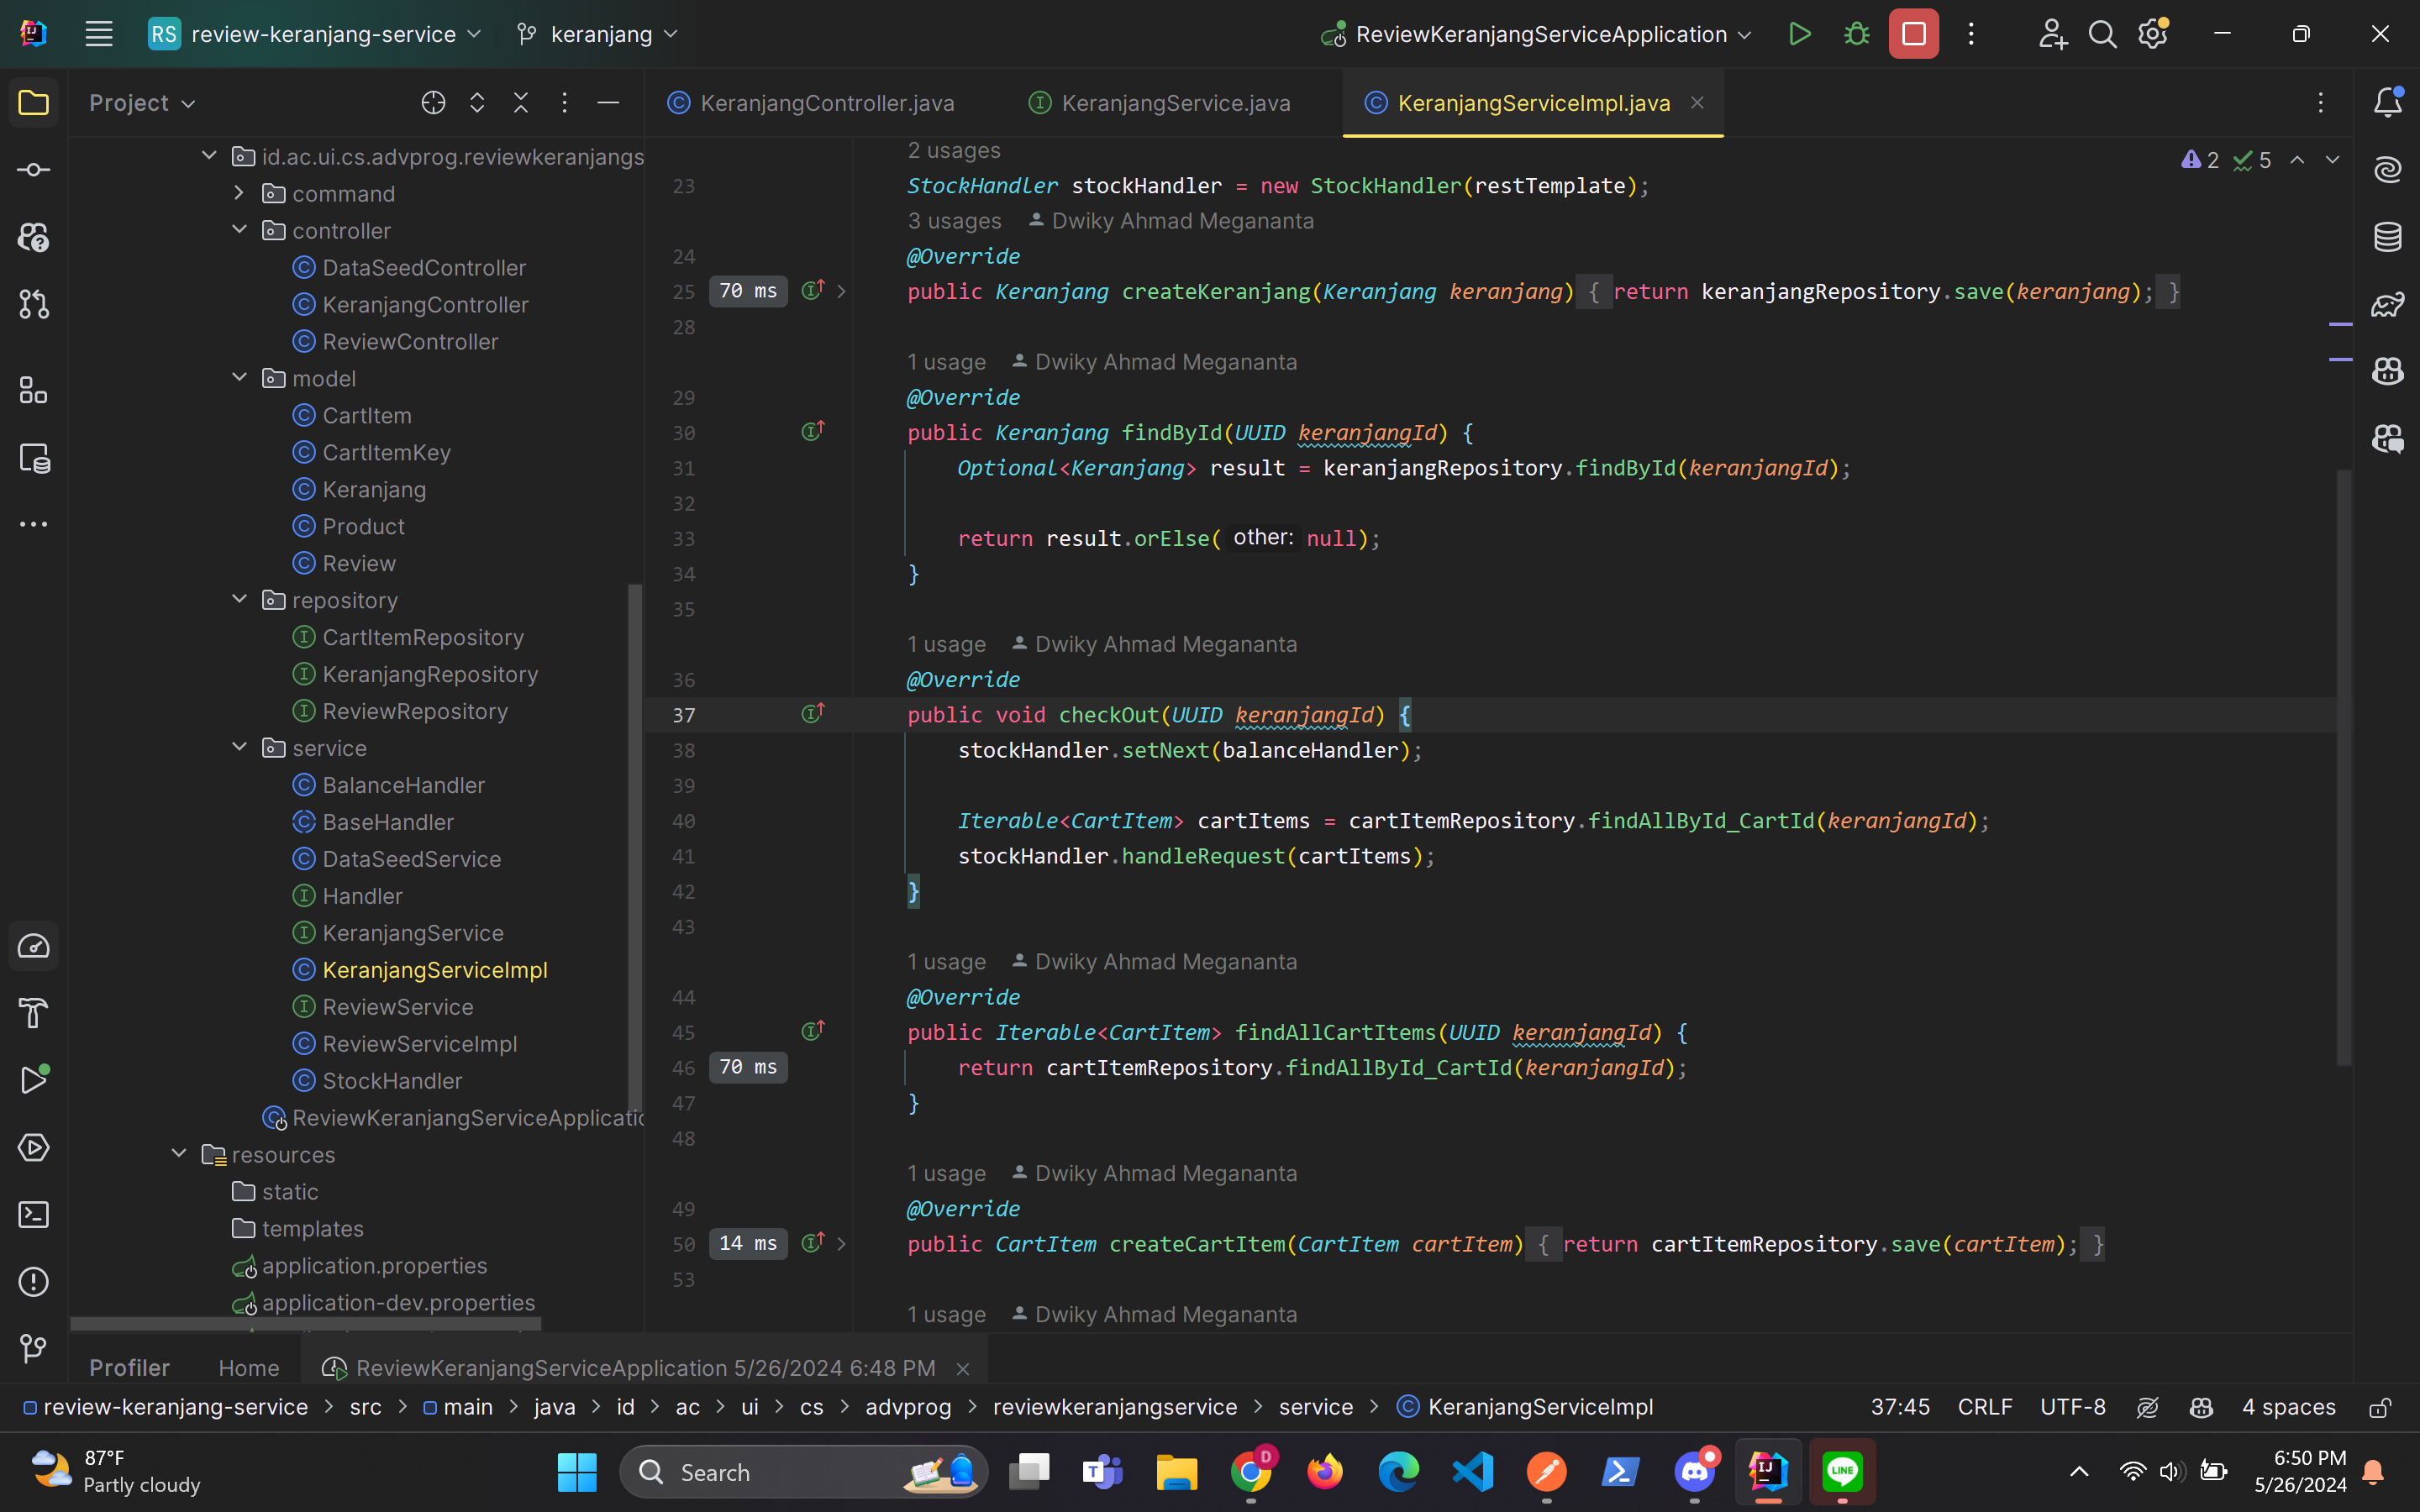 RS review-keranjang-service keranjang ReviewKeranjangServiceApplication
Project
KeranjangController.java KeranjangService.java KeranjangServiceImpl.java
id.ac.ui.cs.advprog.reviewkeranjangs
command
controller
DataSeedController
KeranjangController
ReviewController
model
CartItem
CartItemKey
Keranjang
Product
Review
repository
CartItemRepository
KeranjangRepository
ReviewRepository
service
BalanceHandler
BaseHandler
DataSeedService
Handler
KeranjangService
KeranjangServiceImpl
ReviewService
ReviewServiceImpl
StockHandler
ReviewKeranjangServiceApplicatio
resources
static
templates
application.properties
application-dev.properties
2 5
2 usages
23 StockHandler stockHandler = new StockHandler(restTemplate);
3 usages Dwiky Ahmad Megananta
24 @Override
25 70 ms public Keranjang createKeranjang(Keranjang keranjang) { return keranjangRepository.save(keranjang); }
28
1 usage Dwiky Ahmad Megananta
29 @Override
30 public Keranjang findById(UUID keranjangId) {
31 Optional<Keranjang> result = keranjangRepository.findById(keranjangId);
32
33 return result.orElse( other: null);
34 }
35
1 usage Dwiky Ahmad Megananta
36 @Override
37 public void checkOut(UUID keranjangId) {
38 stockHandler.setNext(balanceHandler);
39
40 Iterable<CartItem> cartItems = cartItemRepository.findAllById_CartId(keranjangId);
41 stockHandler.handleRequest(cartItems);
42 }
43
1 usage Dwiky Ahmad Megananta
44 @Override
45 public Iterable<CartItem> findAllCartItems(UUID keranjangId) {
46 70 ms return cartItemRepository.findAllById_CartId(keranjangId);
47 }
48
1 usage Dwiky Ahmad Megananta
49 @Override
50 14 ms public CartItem createCartItem(CartItem cartItem) { return cartItemRepository.save(cartItem); }
53
1 usage Dwiky Ahmad Megananta
Profiler Home ReviewKeranjangServiceApplication 5/26/2024 6:48 PM
review-keranjang-service > src > main > java > id > ac > ui > cs > advprog > reviewkeranjangservice > service > KeranjangServiceImpl 37:45 CRLF UTF-8 4 spaces
87°F
Partly cloudy
Search
6:50 PM
5/26/2024